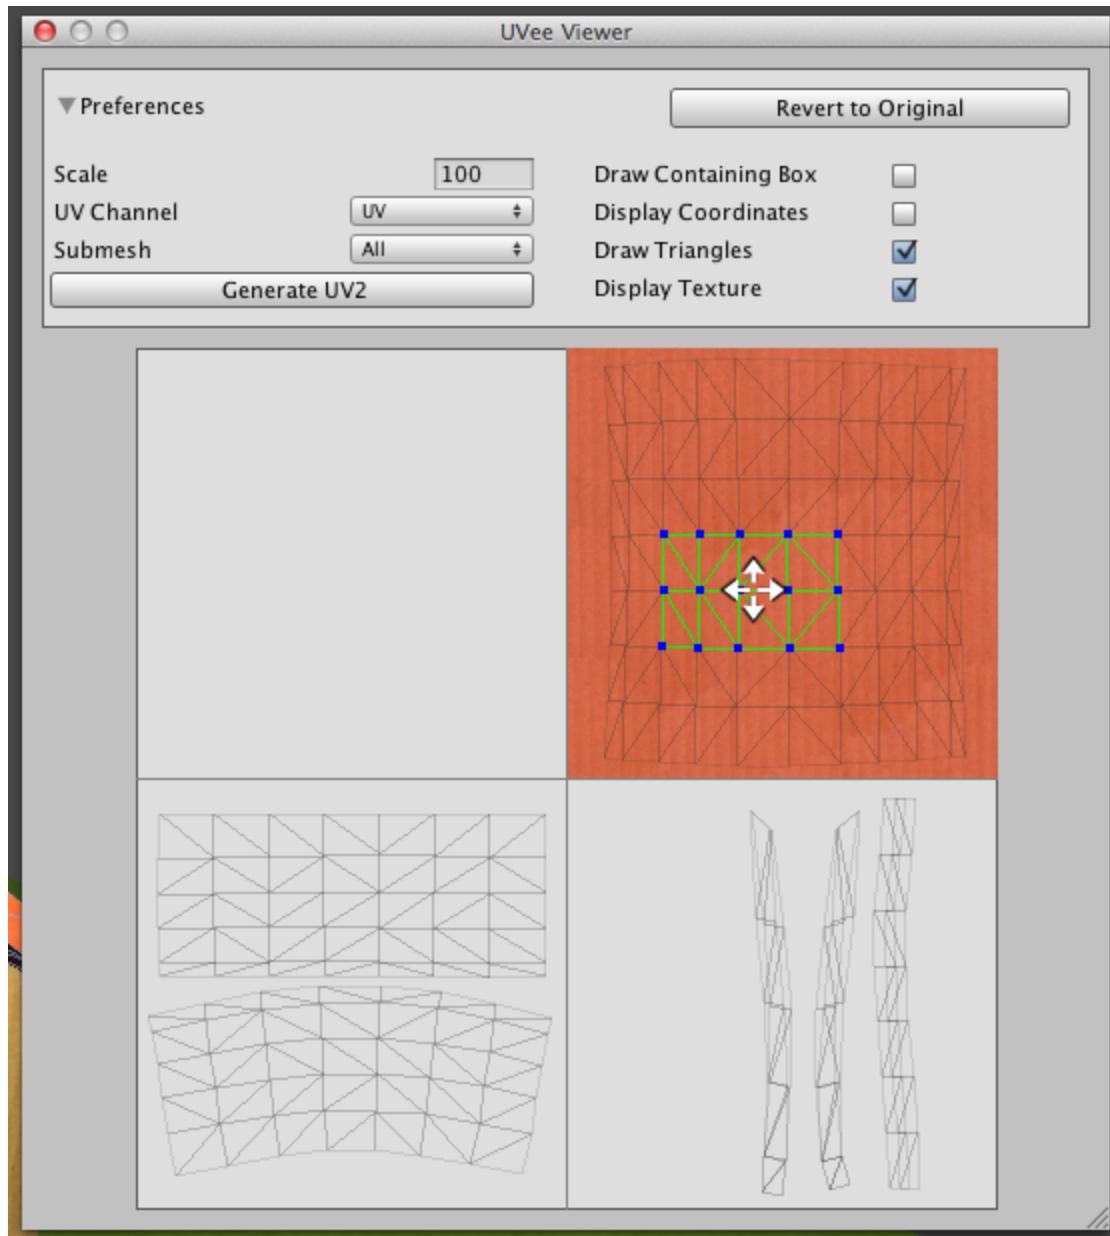 UVee Viewer
Preferences
Revert to Original
Scale 100 Draw Containing Box
UV Channel UV Display Coordinates
Submesh All Draw Triangles
Generate UV2 Display Texture